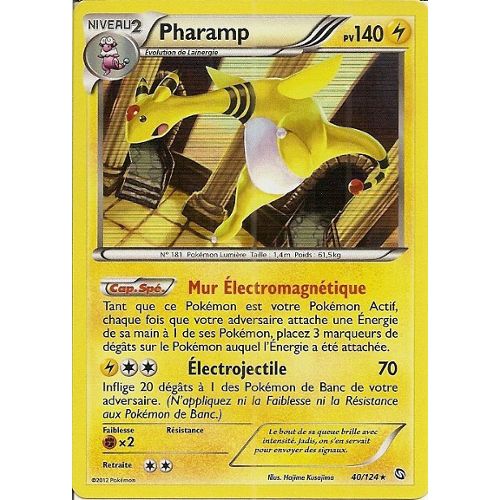 NIVEAU2
Pharamp
PV140
Évolution de Lainergie
N° 181 Pokémon Lumière Taille : 1,4m Poids : 61,5kg
Cap.Spé. Mur Électromagnétique
Tant que ce Pokémon est votre Pokémon Actif,
chaque fois que votre adversaire attache une Énergie
de sa main à 1 de ses Pokémon, placez 3 marqueurs de
dégâts sur le Pokémon auquel l'Énergie a été attachée.
Électrojectile 70
Inflige 20 dégâts à 1 des Pokémon de Banc de votre
adversaire. (N'appliquez ni la Faiblesse ni la Résistance
aux Pokémon de Banc.)
Faiblesse Résistance
×2
Retraite
Le bout de sa queue brille avec
intensité. Jadis, on s'en servait
pour envoyer des signaux.
©2012 Pokémon
Illus. Hajime Kusajima
40/124